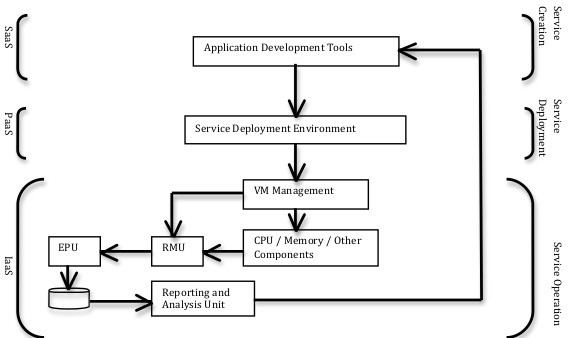 SaaS
Service
Creation
Application Development Tools
PaaS
Service
Deployment
Service Deployment Environment
IaaS
Service Operation
VM Management
CPU / Memory / Other
Components
RMU
EPU
Reporting and
Analysis Unit